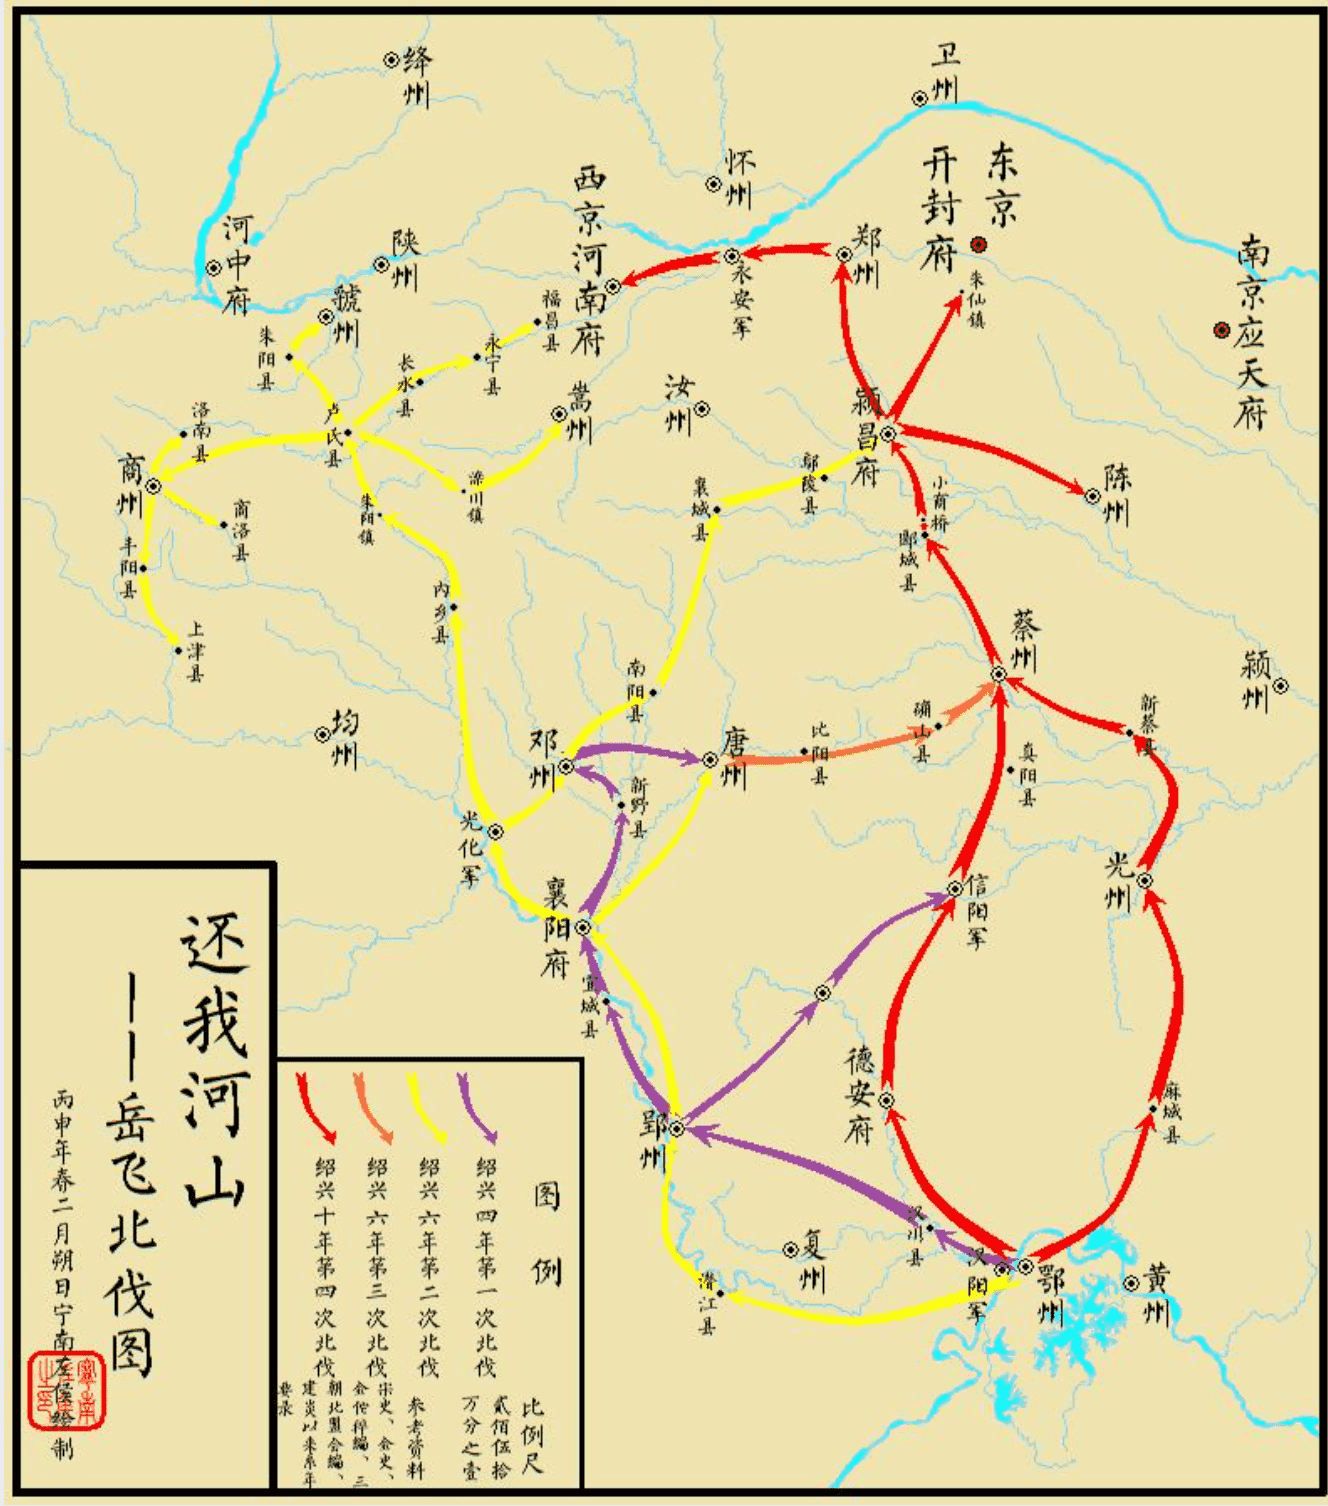 绛州
卫州
怀州
东京
开封府
西京河南府
河中府
陕州
郑州
南京应天府
虢州
永安军
朱仙镇
福昌县
朱阳县
永宁县
长水县
嵩州
汝州
颍昌府
洛南县
卢氏县
商州
栾川镇
鄢陵县
襄城县
陈州
小商桥
郾城县
商洛县
朱阳镇
丰阳县
内乡县
上津县
蔡州
颍州
南阳县
均州
邓州
唐州
比阳县
确山县
真阳县
新蔡县
新野县
光化军
襄阳府
信阳军
光州
宜城县
德安府
郢州
麻城县
汉川县
复州
汉阳军
鄂州
黄州
潜江县
还我河山
——岳飞北伐图
丙申年春二月朔日宁南左侯绘制
图例
绍兴四年第一次北伐
绍兴六年第二次北伐
绍兴六年第三次北伐
绍兴十年第四次北伐
比例尺
贰佰伍拾
万分之壹
参考资料
宋史、金史、
金佗稡编、三
朝北盟会编、
建炎以来系年
要录